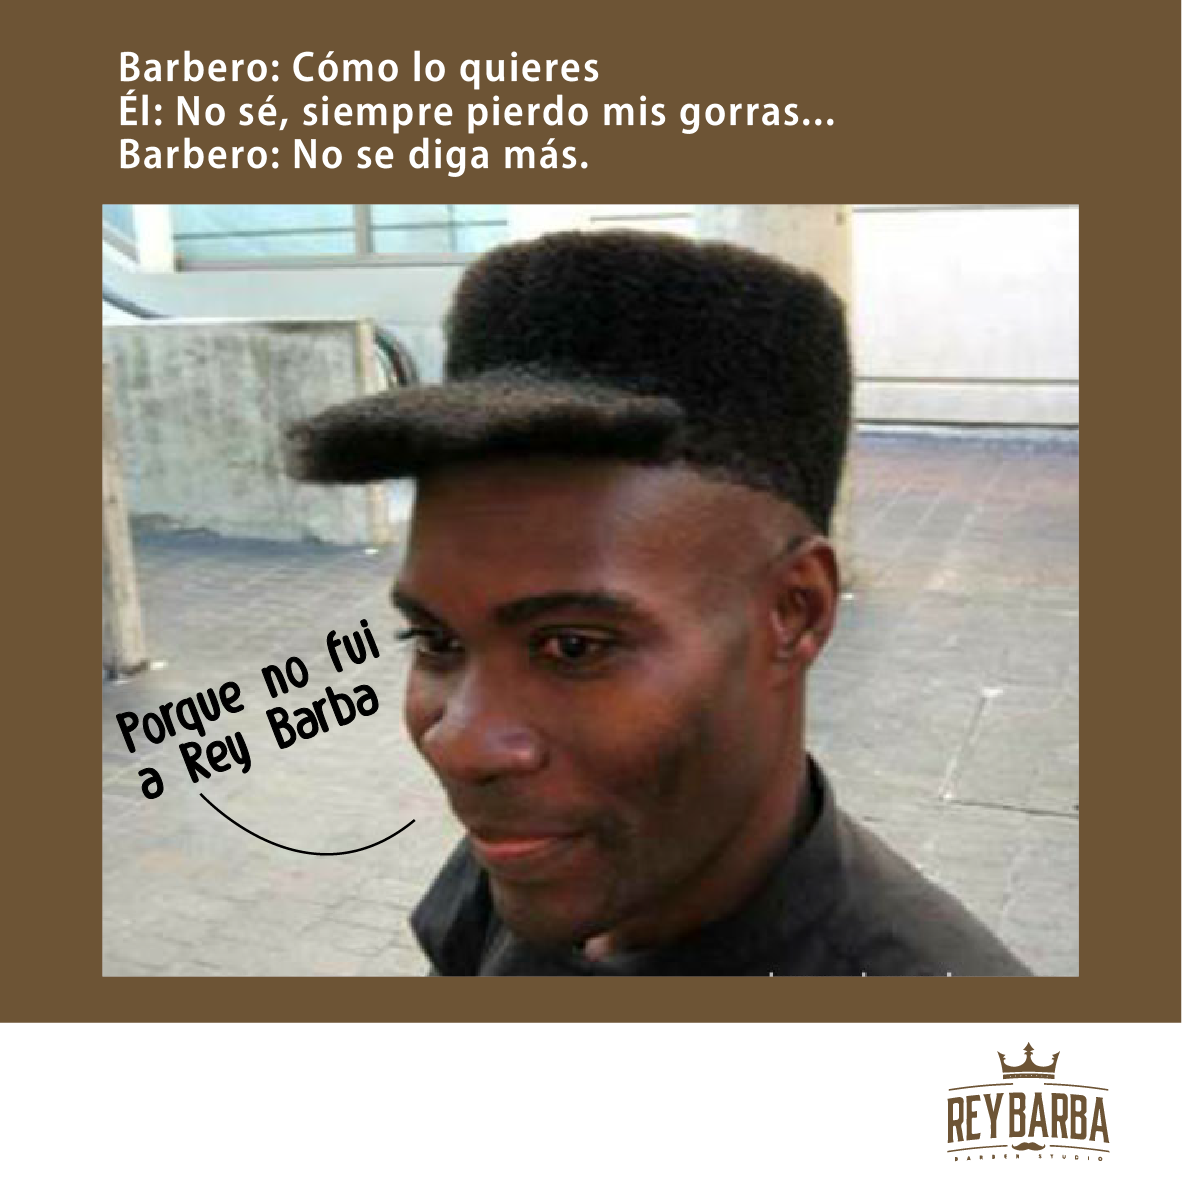 Barbero: Cómo lo quieres
Él: No sé, siempre pierdo mis gorras...
Barbero: No se diga más.
Porque no fui
a Rey Barba
REY BARBA
BARBER STUDIO